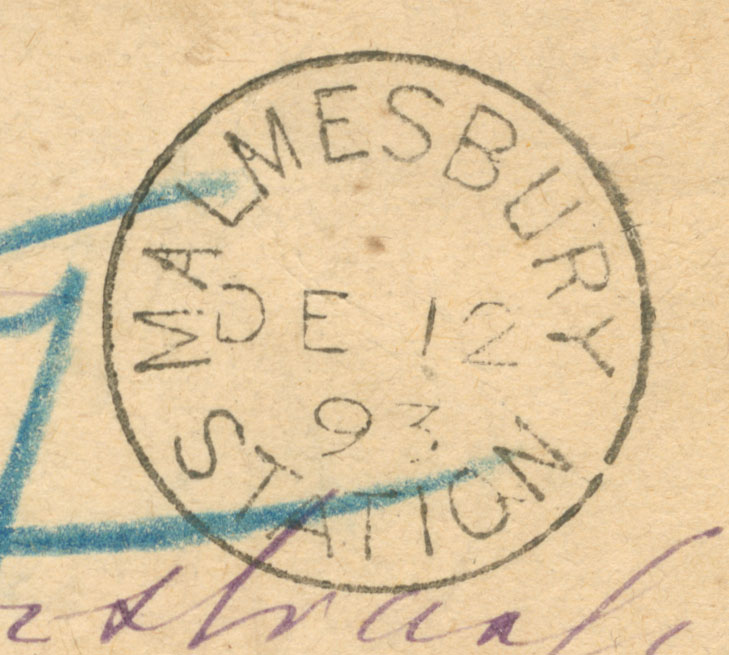 MALMESBURY
DE 12
93
STATION